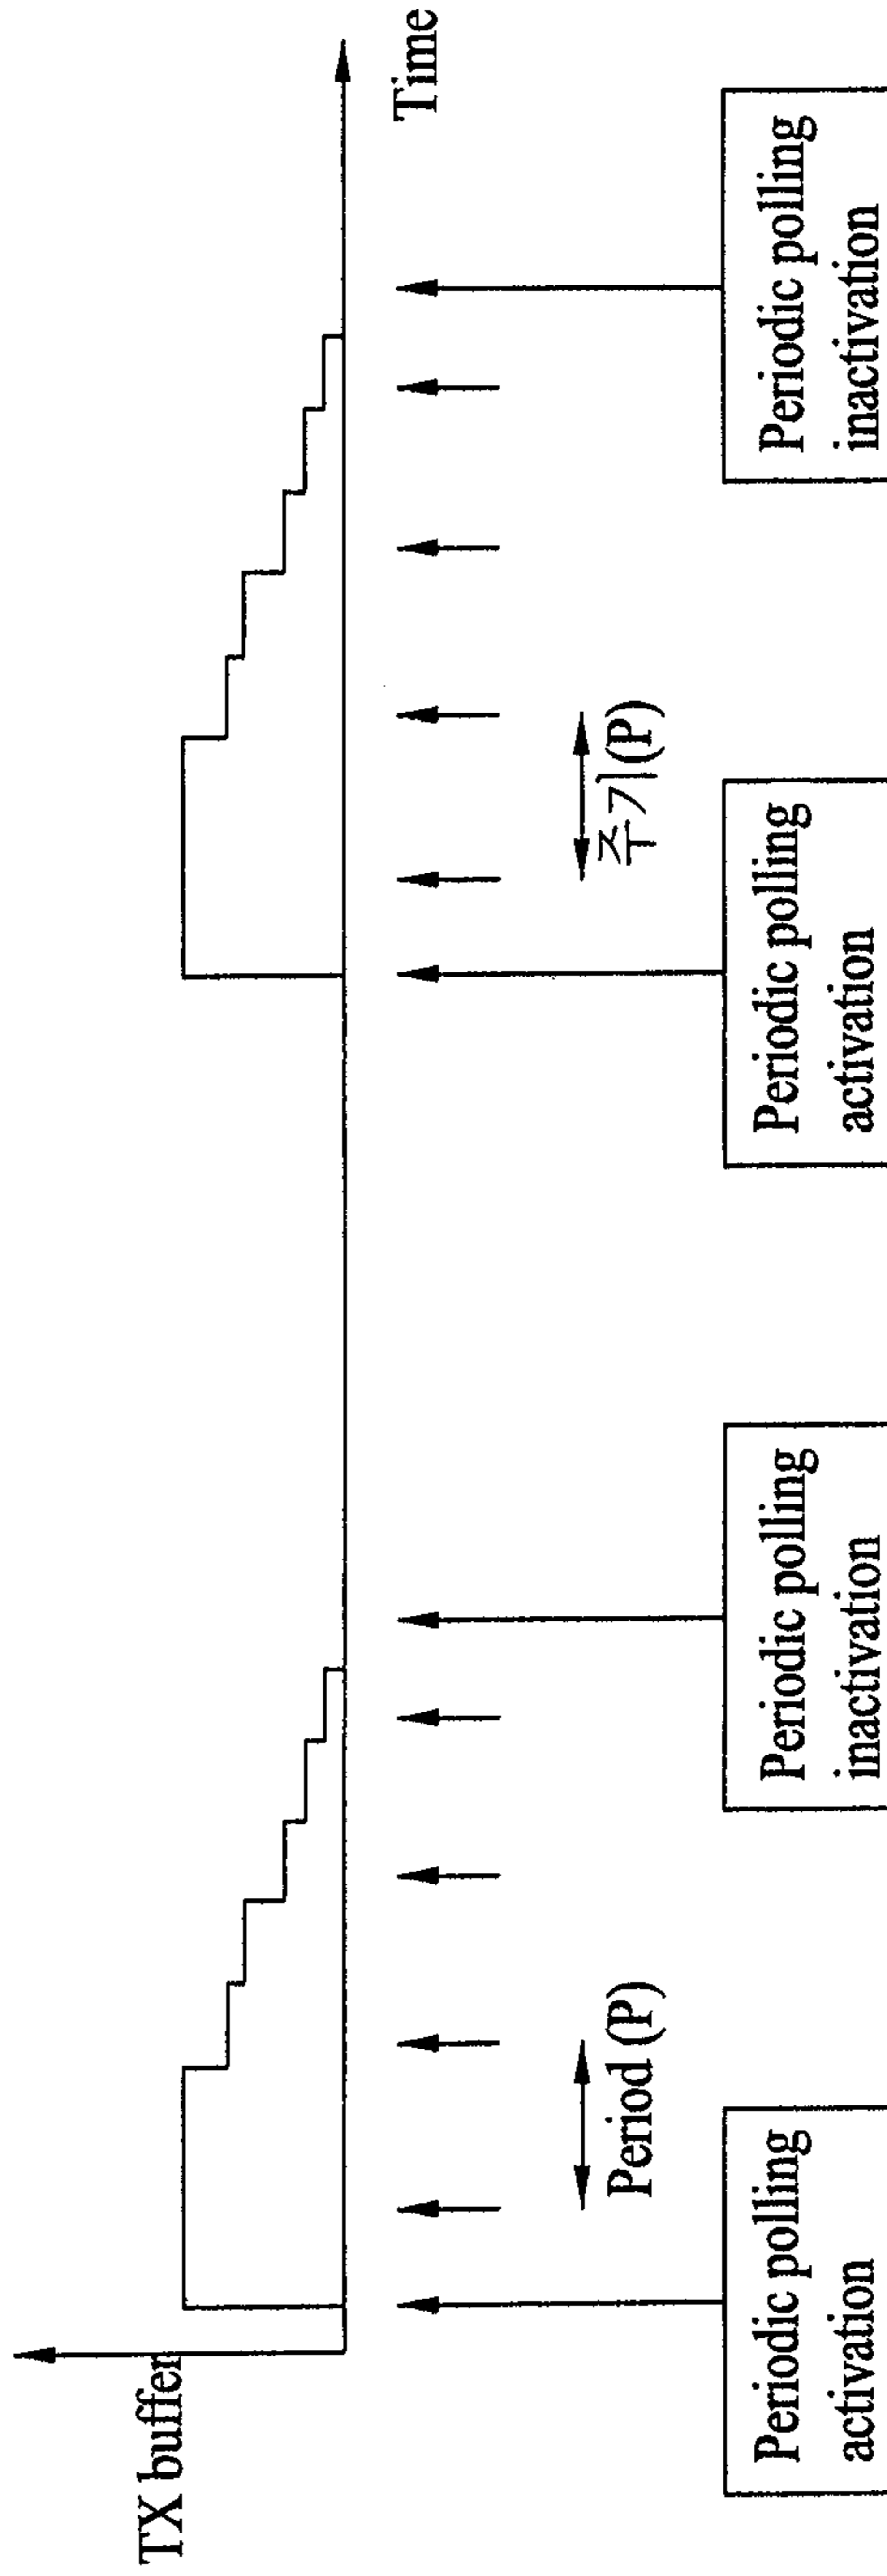 TX buffer
Time
Period (P)
주기(P)
Periodic polling
activation
Periodic polling
inactivation
Periodic polling
activation
Periodic polling
inactivation